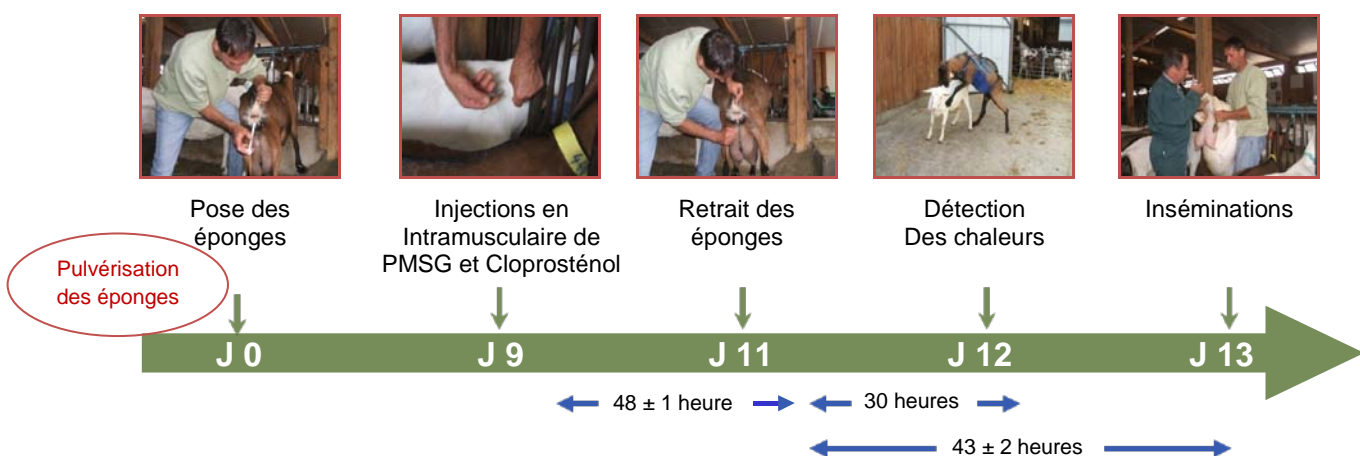 Pose des
éponges
Injections en
Intramusculaire de
PMSG et Cloprosténol
Retrait des
éponges
Détection
Des chaleurs
Inséminations
Pulvérisation
des éponges
J 0
J 9
J 11
J 12
J 13
48 ± 1 heure
30 heures
43 ± 2 heures